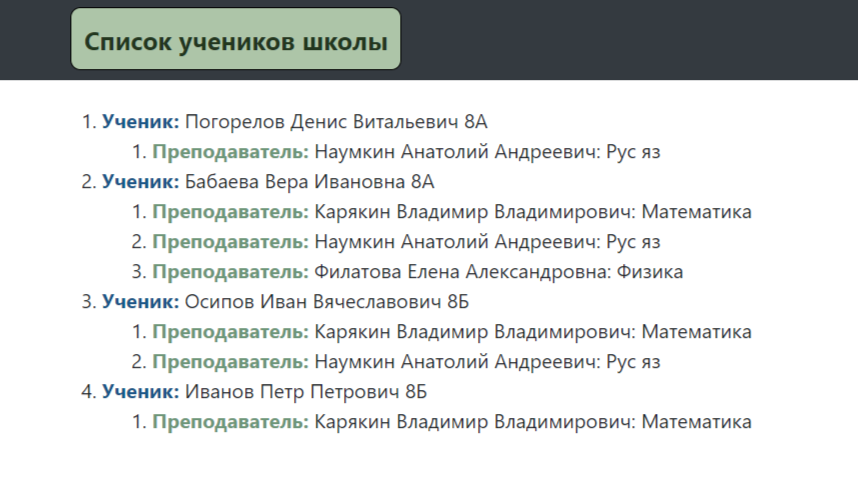 Список учеников школы
1. Ученик: Погорелов Денис Витальевич 8А
1. Преподаватель: Наумкин Анатолий Андреевич: Рус яз
2. Ученик: Бабаева Вера Ивановна 8А
1. Преподаватель: Карякин Владимир Владимирович: Математика
2. Преподаватель: Наумкин Анатолий Андреевич: Рус яз
3. Преподаватель: Филатова Елена Александровна: Физика
3. Ученик: Осипов Иван Вячеславович 8Б
1. Преподаватель: Карякин Владимир Владимирович: Математика
2. Преподаватель: Наумкин Анатолий Андреевич: Рус яз
4. Ученик: Иванов Петр Петрович 8Б
1. Преподаватель: Карякин Владимир Владимирович: Математика